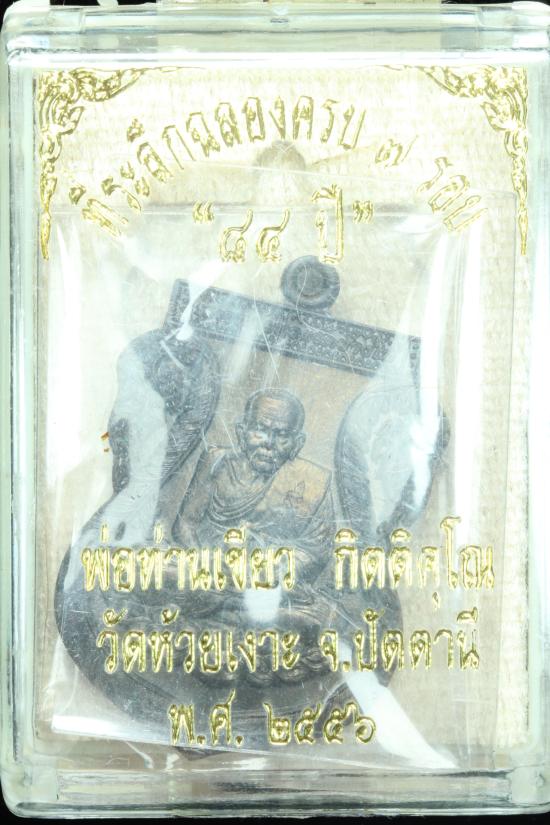 ที่ระฦกฉลองครบ ๗ รอบ
"๘๔ ปี"
พ่อท่านเขียว กิตติคุโณ
วัดห้วยเงาะ จ.ปัตตานี
พ.ศ. ๒๕๕๖